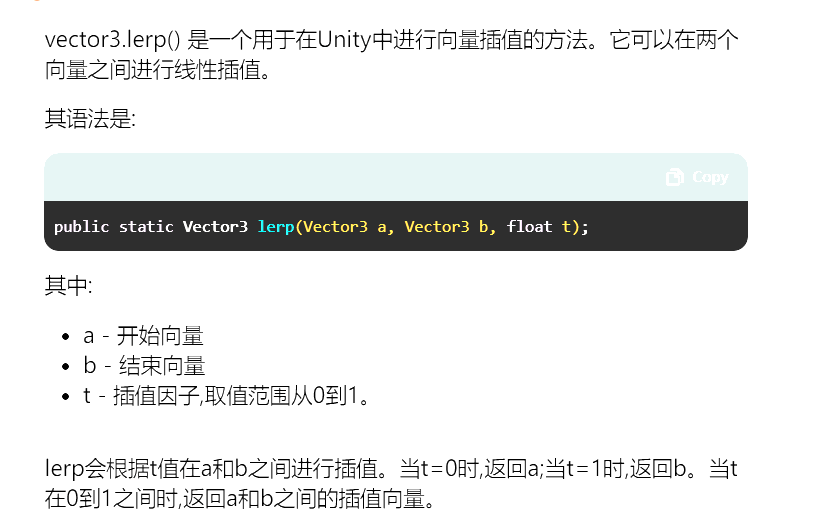 vector3.lerp() 是一个用于在Unity中进行向量插值的方法。它可以在两个
向量之间进行线性插值。
其语法是:
Copy
public static Vector3 lerp(Vector3 a, Vector3 b, float t);
其中:
• a - 开始向量
• b - 结束向量
• t - 插值因子,取值范围从0到1。
lerp会根据t值在a和b之间进行插值。当t=0时,返回a;当t=1时,返回b。当t
在0到1之间时,返回a和b之间的插值向量。